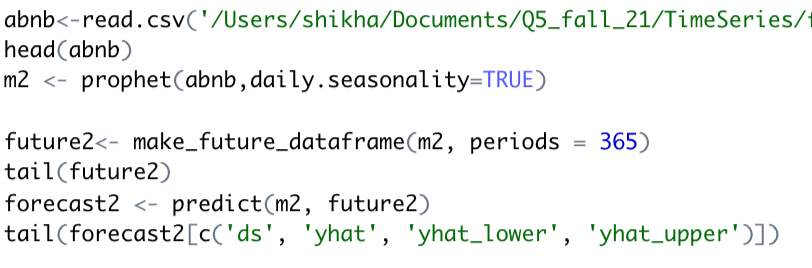 abnb<-read.csv('/Users/shikha/Documents/Q5_fall_21/TimeSeries/
head(abnb)
m2 <- prophet(abnb,daily.seasonality=TRUE)
future2<- make_future_dataframe(m2, periods = 365)
tail(future2)
forecast2 <- predict(m2, future2)
tail(forecast2[c('ds', 'yhat', 'yhat_lower', 'yhat_upper')])